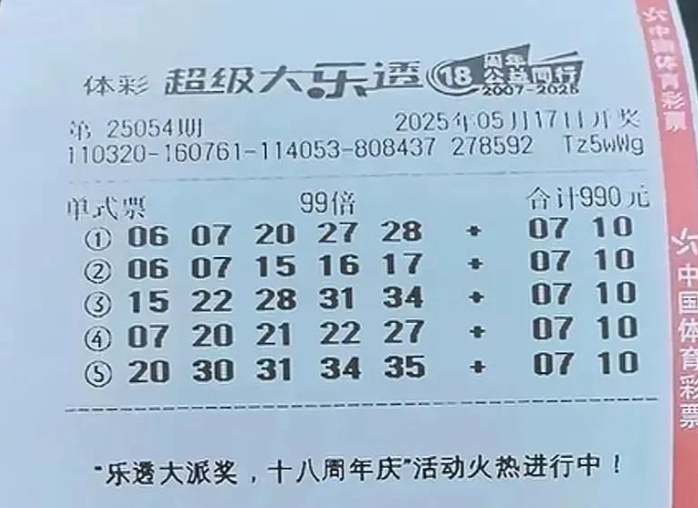 体彩 超级大乐透 18 周年 公益同行 2007-2025
第 25054期 2025年05月17日开奖
110320-160761-114053-808437 278592 Tz5wWg
单式票 99倍 合计990元
① 06 07 20 27 28 + 07 10
② 06 07 15 16 17 + 07 10
③ 15 22 28 31 34 + 07 10
④ 07 20 21 22 27 + 07 10
⑤ 20 30 31 34 35 + 07 10
“乐透大派奖，十八周年庆”活动火热进行中！
中国体育彩票
中国体育彩票